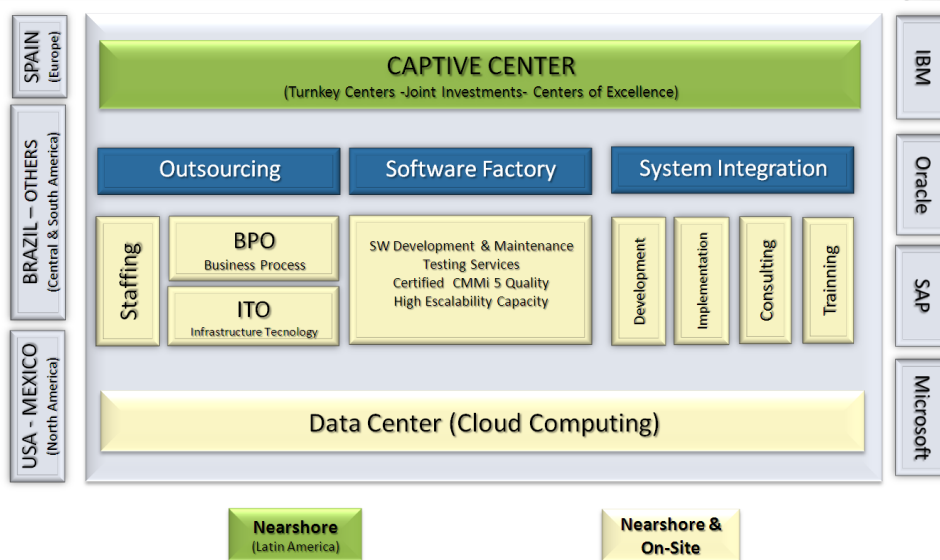 SPAIN
(Europe)
BRAZIL – OTHERS
(Central & South America)
USA - MEXICO
(North America)
CAPTIVE CENTER
(Turnkey Centers -Joint Investments- Centers of Excellence)
Outsourcing
Software Factory
System Integration
Staffing
BPO
Business Process
ITO
Infrastructure Tecnology
SW Development & Maintenance
Testing Services
Certified CMMi 5 Quality
High Escalability Capacity
Development
Implementation
Consulting
Trainning
Data Center (Cloud Computing)
IBM
Oracle
SAP
Microsoft
Nearshore
(Latin America)
Nearshore &
On-Site